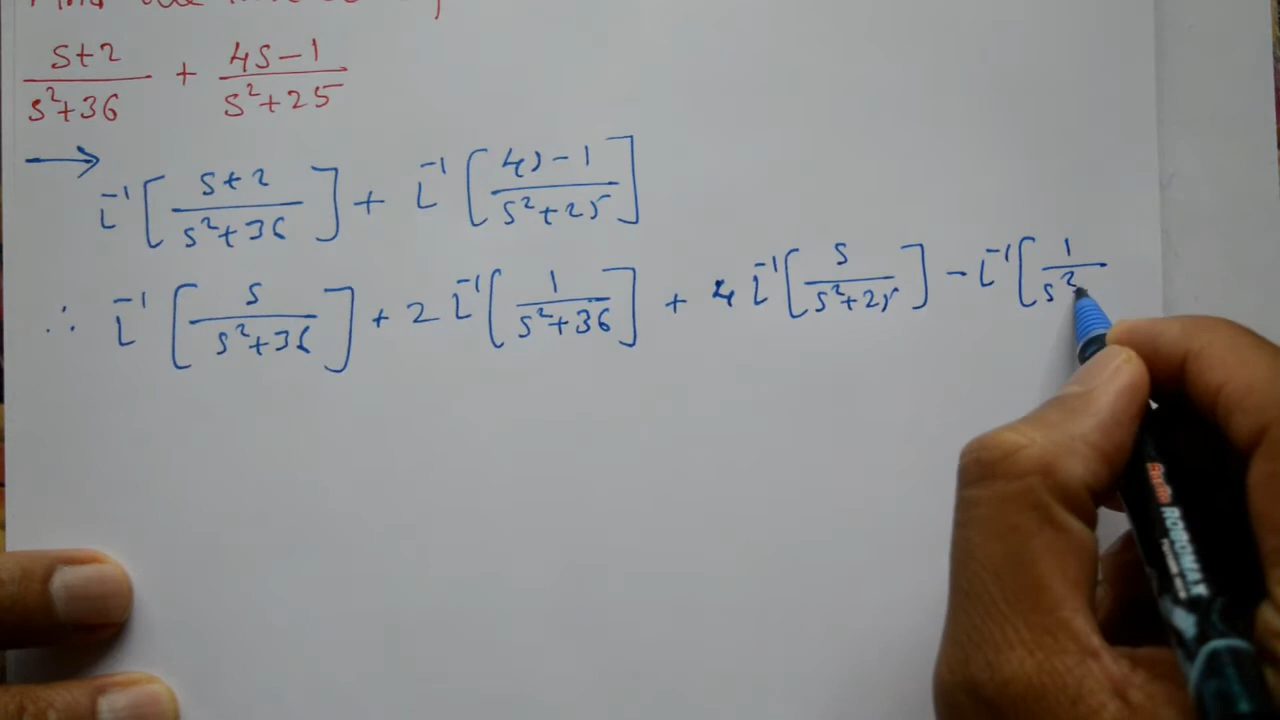 s+2/s²+36 + 4s-1/s²+25
→ L⁻¹[s+2/s²+36] + L⁻¹[4s-1/s²+25]
∴ L⁻¹[s/s²+36] + 2 L⁻¹[1/s²+36] + 4 L⁻¹[s/s²+25] - L⁻¹[1/s²
ROBOMAX